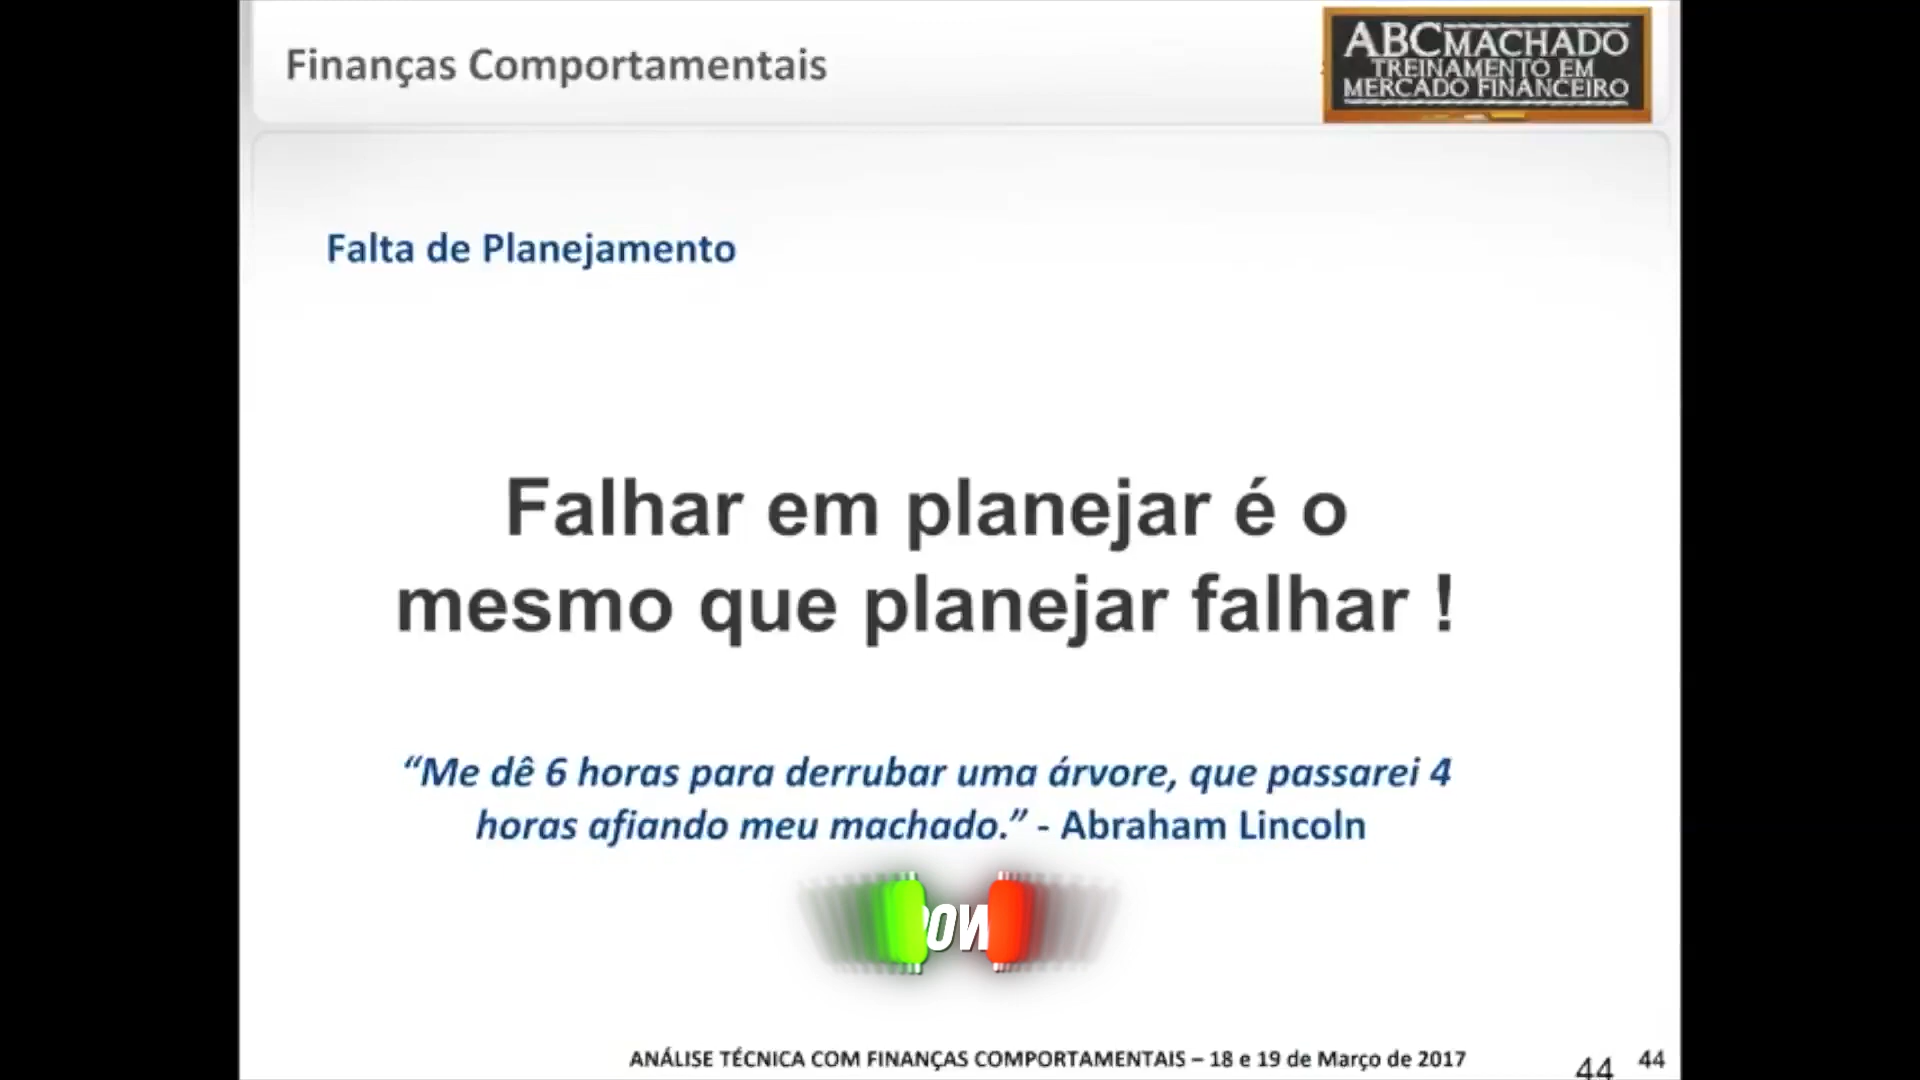 Finanças Comportamentais
ABCMACHADO
TREINAMENTO EM
MERCADO FINANCEIRO
Falta de Planejamento
Falhar em planejar é o
mesmo que planejar falhar !
“Me dê 6 horas para derrubar uma árvore, que passarei 4
horas afiando meu machado.” - Abraham Lincoln
ANÁLISE TÉCNICA COM FINANÇAS COMPORTAMENTAIS – 18 e 19 de Março de 2017
44
44